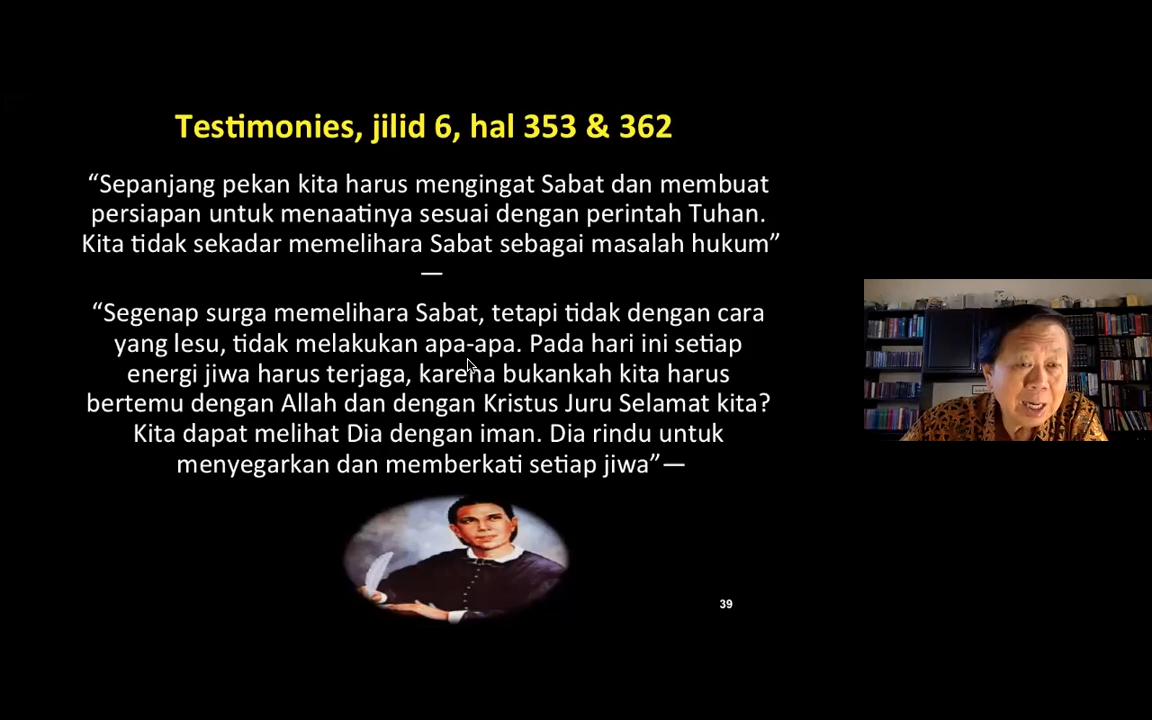 Testimonies, jilid 6, hal 353 & 362
“Sepanjang pekan kita harus mengingat Sabat dan membuat
persiapan untuk menaatinya sesuai dengan perintah Tuhan.
Kita tidak sekadar memelihara Sabat sebagai masalah hukum”
—
“Segenap surga memelihara Sabat, tetapi tidak dengan cara
yang lesu, tidak melakukan apa-apa. Pada hari ini setiap
energi jiwa harus terjaga, karena bukankah kita harus
bertemu dengan Allah dan dengan Kristus Juru Selamat kita?
Kita dapat melihat Dia dengan iman. Dia rindu untuk
menyegarkan dan memberkati setiap jiwa”—
39